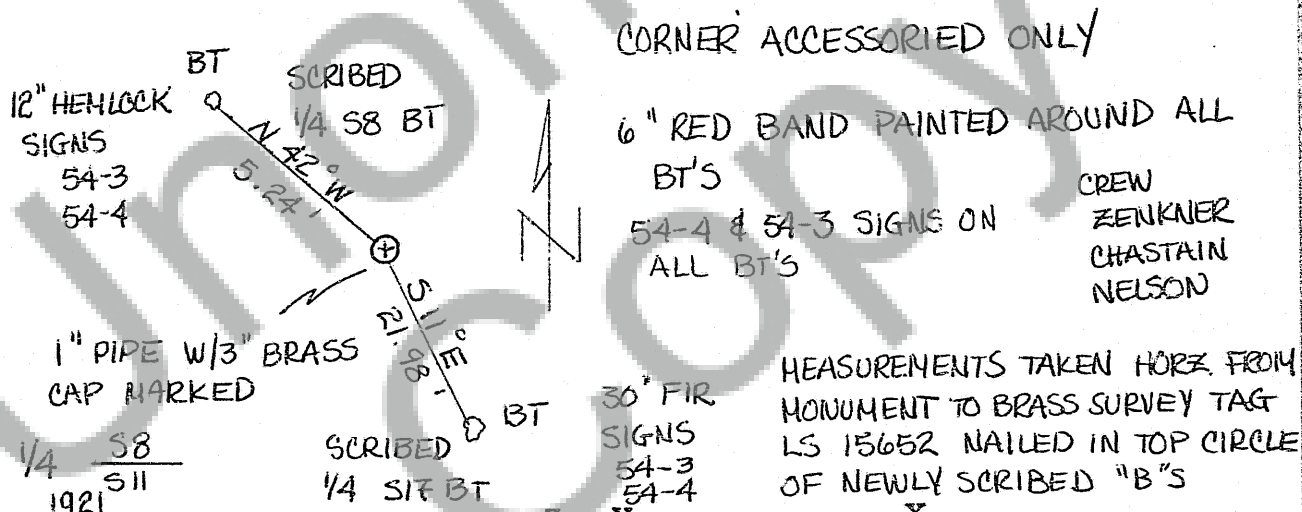 CORNER ACCESSORIED ONLY
BT
SCRIBED
1/4 S8 BT
12" HEMLOCK
SIGNS
54-3
54-4
N 42° W
5.24'
6" RED BAND PAINTED AROUND ALL
BT'S
54-4 & 54-3 SIGNS ON
ALL BT'S
CREW
ZENKNER
CHASTAIN
NELSON
N
S 11°E
21.98'
1" PIPE W/3" BRASS
CAP MARKED
1/4 S8
S11
1921
BT
SCRIBED
1/4 S17 BT
30" FIR
SIGNS
54-3
54-4
MEASUREMENTS TAKEN HORZ. FROM
MONUMENT TO BRASS SURVEY TAG
LS 15652 NAILED IN TOP CIRCLE
OF NEWLY SCRIBED "B"S
Unofficial
Copy